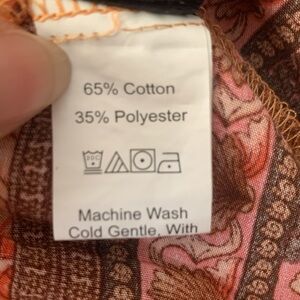 65% Cotton
35% Polyester
Machine Wash
Cold Gentle, With